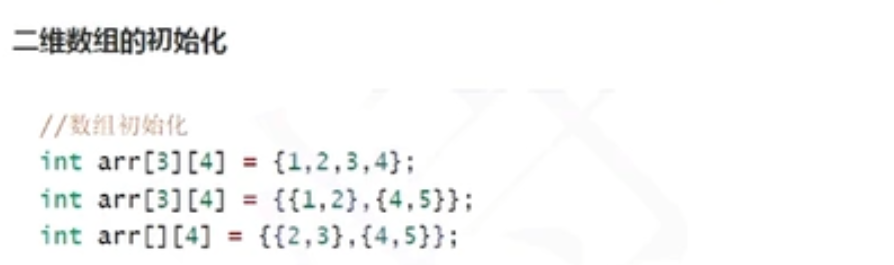 二维数组的初始化
//数组初始化
int arr[3][4] = {1,2,3,4};
int arr[3][4] = {{1,2},{4,5}};
int arr[][4] = {{2,3},{4,5}};